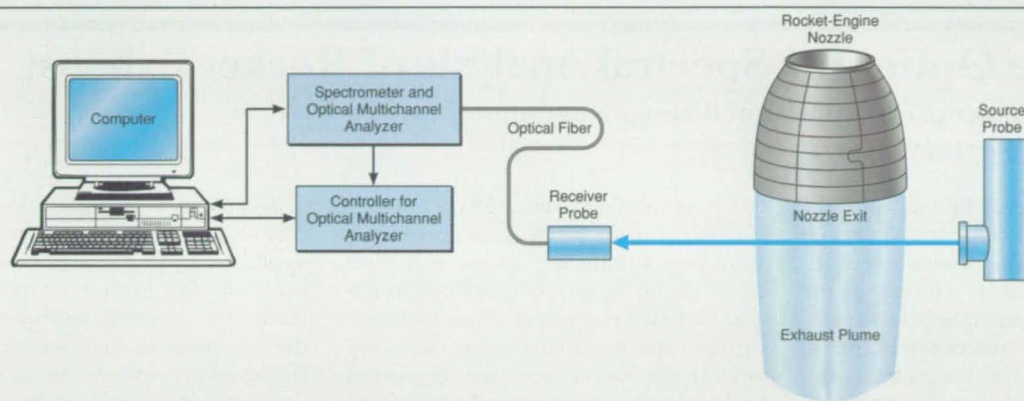 Rocket-Engine
Nozzle
Computer
Spectrometer and
Optical Multichannel
Analyzer
Optical Fiber
Source
Probe
Controller for
Optical Multichannel
Analyzer
Receiver
Probe
Nozzle Exit
Exhaust Plume